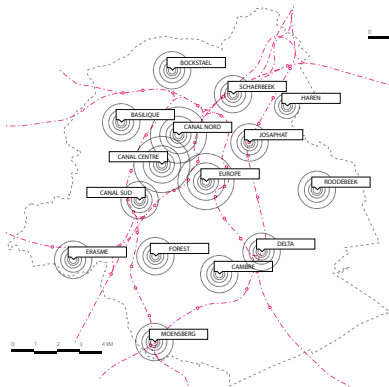 0
BOCKSTAEL
SCHAERBEEK
HAREN
BASILIQUE
CANAL NORD
JOSAPHAT
CANAL CENTRE
EUROPE
ROODEBEEK
CANAL SUD
DELTA
ERASME
FOREST
CAMBRE
MOENSBERG
0 1 2 3 4 KM